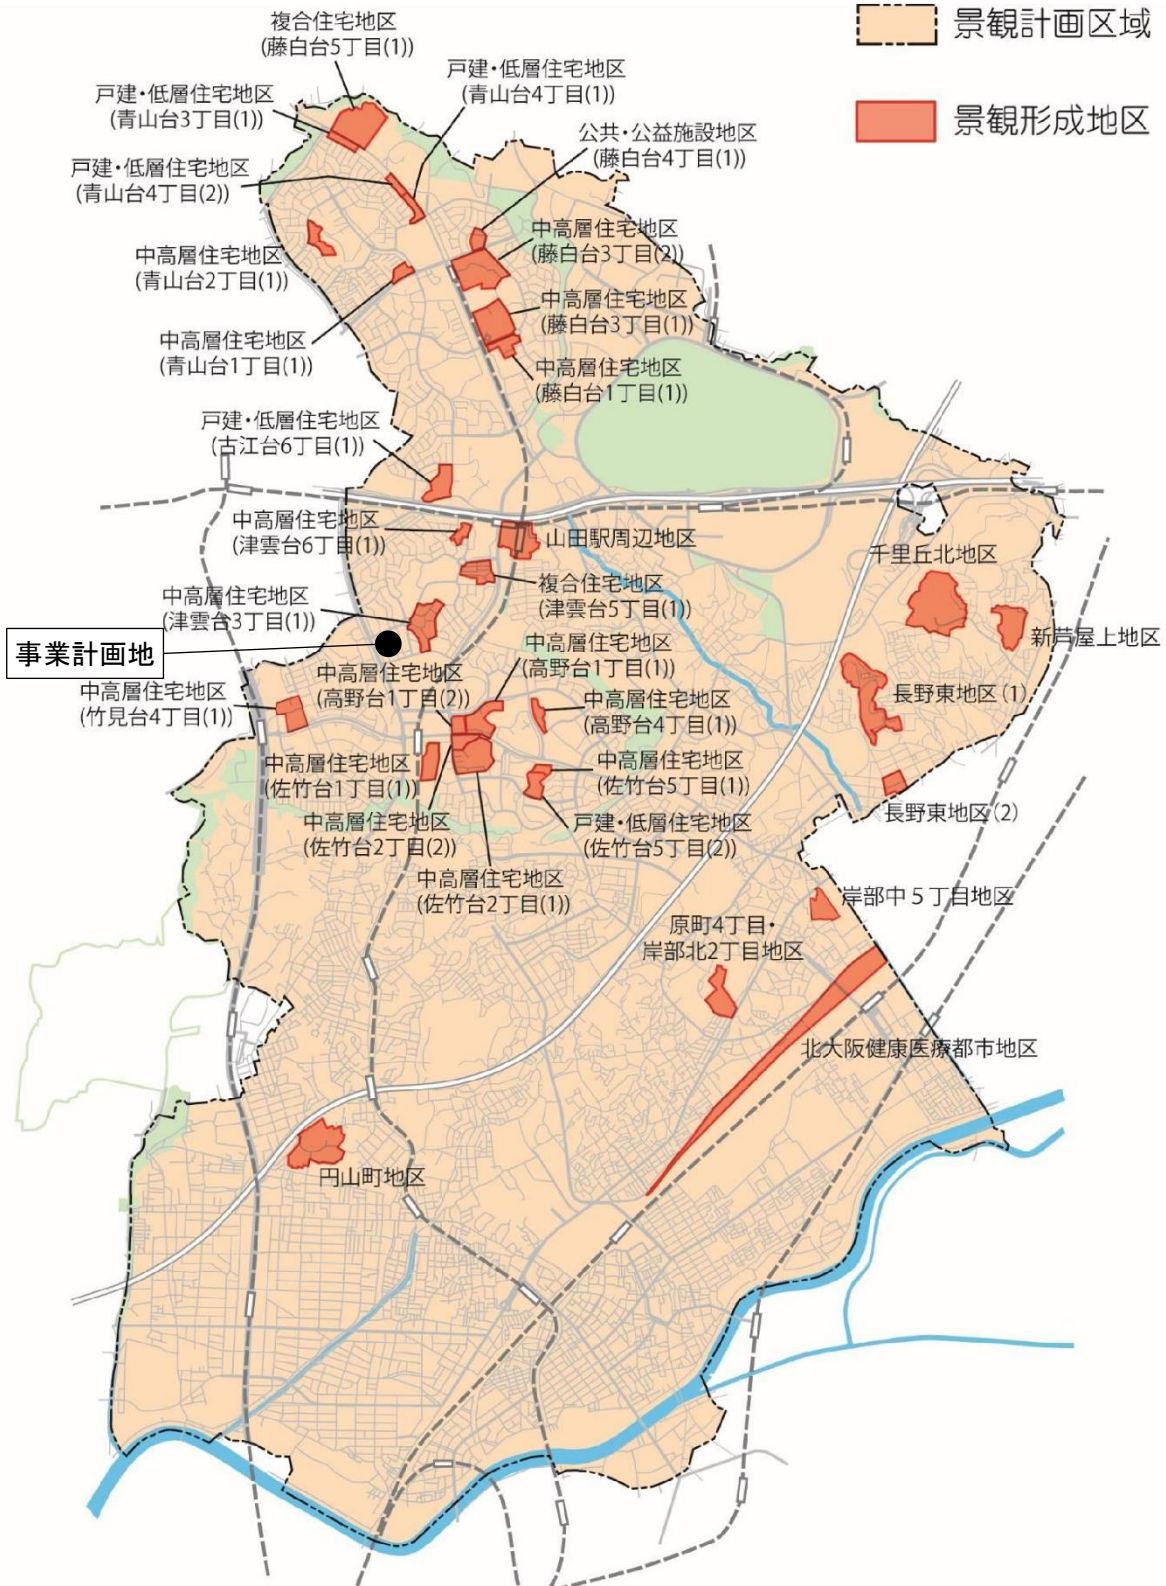 複合住宅地区
(藤白台5丁目(1))
景観計画区域
戸建・低層住宅地区
(青山台4丁目(1))
戸建・低層住宅地区
(青山台3丁目(1))
景観形成地区
公共・公益施設地区
(藤白台4丁目(1))
戸建・低層住宅地区
(青山台4丁目(2))
中高層住宅地区
(藤白台3丁目(2))
中高層住宅地区
(青山台2丁目(1))
中高層住宅地区
(藤白台3丁目(1))
中高層住宅地区
(青山台1丁目(1))
中高層住宅地区
(藤白台1丁目(1))
戸建・低層住宅地区
(古江台6丁目(1))
中高層住宅地区
(津雲台6丁目(1))
山田駅周辺地区
千里丘北地区
複合住宅地区
(津雲台5丁目(1))
中高層住宅地区
(津雲台3丁目(1))
新芦屋上地区
事業計画地
中高層住宅地区
(高野台1丁目(1))
中高層住宅地区
(高野台1丁目(2))
中高層住宅地区
(竹見台4丁目(1))
長野東地区(1)
中高層住宅地区
(高野台4丁目(1))
中高層住宅地区
(佐竹台1丁目(1))
中高層住宅地区
(佐竹台5丁目(1))
長野東地区(2)
中高層住宅地区
(佐竹台2丁目(2))
戸建・低層住宅地区
(佐竹台5丁目(2))
中高層住宅地区
(佐竹台2丁目(1))
岸部中5丁目地区
原町4丁目・
岸部北2丁目地区
北大阪健康医療都市地区
円山町地区